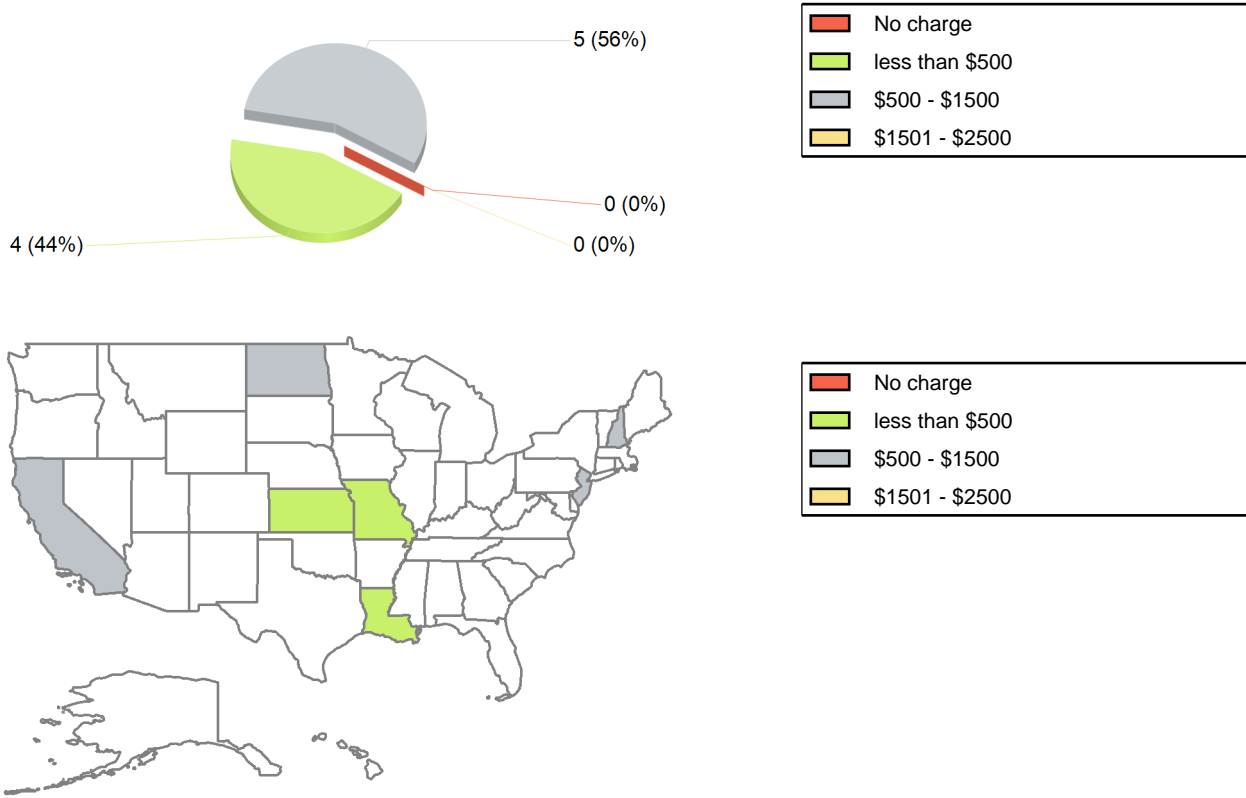 5 (56%)
0 (0%)
0 (0%)
4 (44%)
No charge
less than $500
$500 - $1500
$1501 - $2500
No charge
less than $500
$500 - $1500
$1501 - $2500